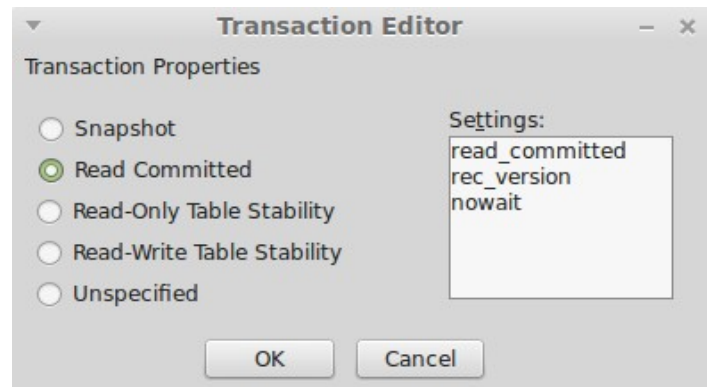 Transaction Editor
Transaction Properties
Snapshot
Read Committed
Read-Only Table Stability
Read-Write Table Stability
Unspecified
Settings:
read_committed
rec_version
nowait
OK
Cancel